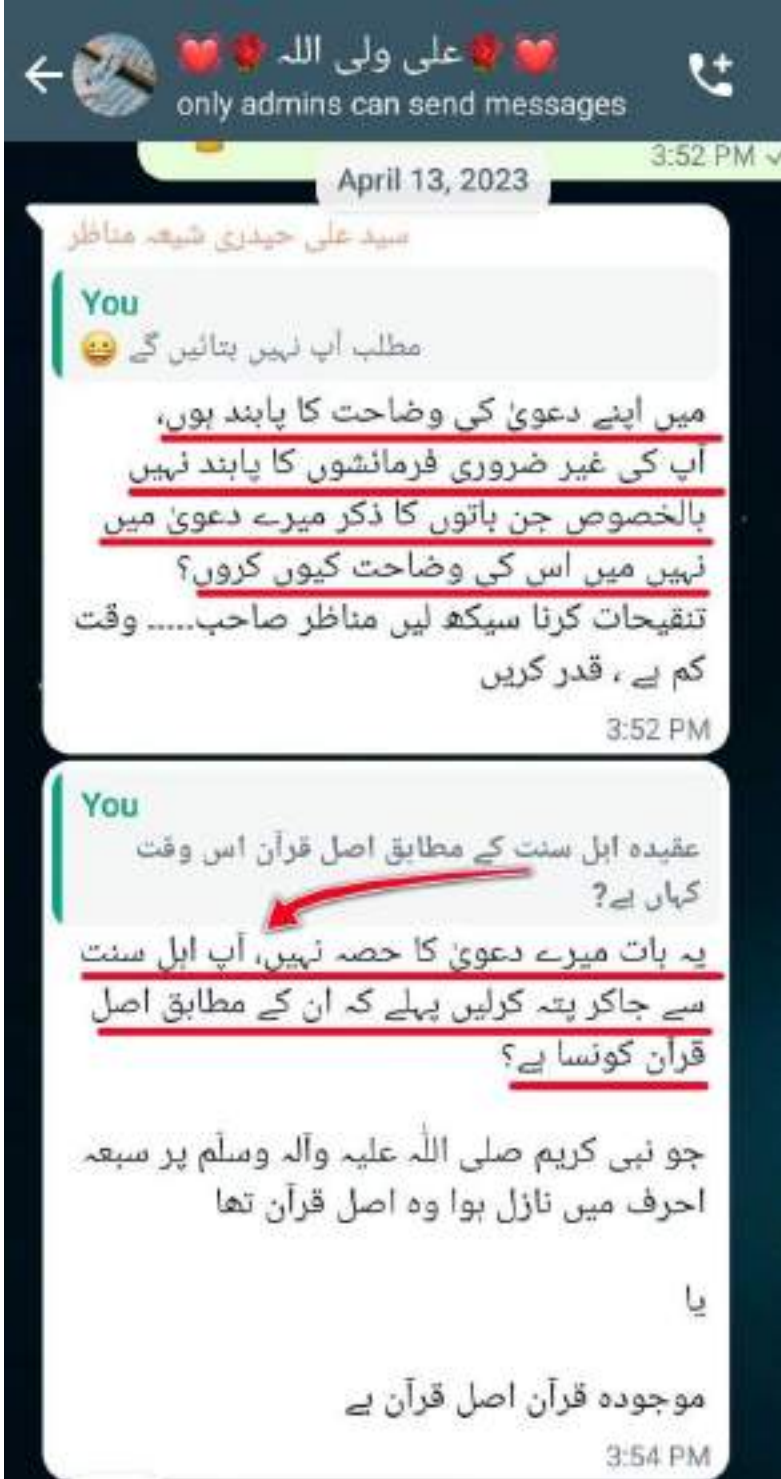 ❤️🌹علی ولی اللہ 🌹❤️
only admins can send messages
3:52 PM
April 13, 2023
سید علی حیدری شیعہ مناظر
You
مطلب آپ نہیں بتائیں گے 😀
میں اپنے دعویٰ کی وضاحت کا پابند ہوں،
آپ کی غیر ضروری فرمائشوں کا پابند نہیں
بالخصوص جن باتوں کا ذکر میرے دعویٰ میں
نہیں میں اس کی وضاحت کیوں کروں؟
تنقیحات کرنا سیکھ لیں مناظر صاحب..... وقت
کم ہے ، قدر کریں
3:52 PM
You
عقیدہ اہل سنت کے مطابق اصل قرآن اس وقت
کہاں ہے?
یہ بات میرے دعویٰ کا حصہ نہیں، آپ اہل سنت
سے جاکر پتہ کرلیں پہلے کہ ان کے مطابق اصل
قرآن کونسا ہے؟
جو نبی کریم صلی اللّٰہ علیہ وآلہ وسلّم پر سبعہ
احرف میں نازل ہوا وہ اصل قرآن تھا
یا
موجودہ قرآن اصل قرآن ہے
3:54 PM